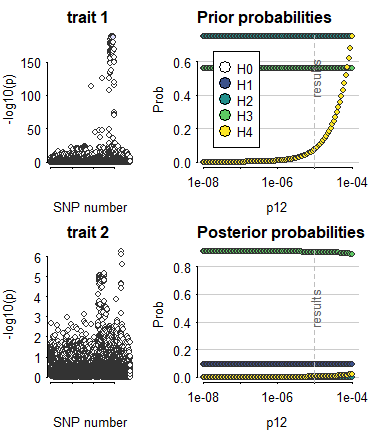 trait 1
Prior probabilities
-log10(p)
150
100
50
0
SNP number
Prob
0.6
0.4
0.2
0.0
H0
H1
H2
H3
H4
results
1e-08
1e-06
1e-04
p12
trait 2
Posterior probabilities
-log10(p)
6
5
4
3
2
1
0
SNP number
Prob
0.8
0.4
0.2
0.0
results
1e-08
1e-06
1e-04
p12